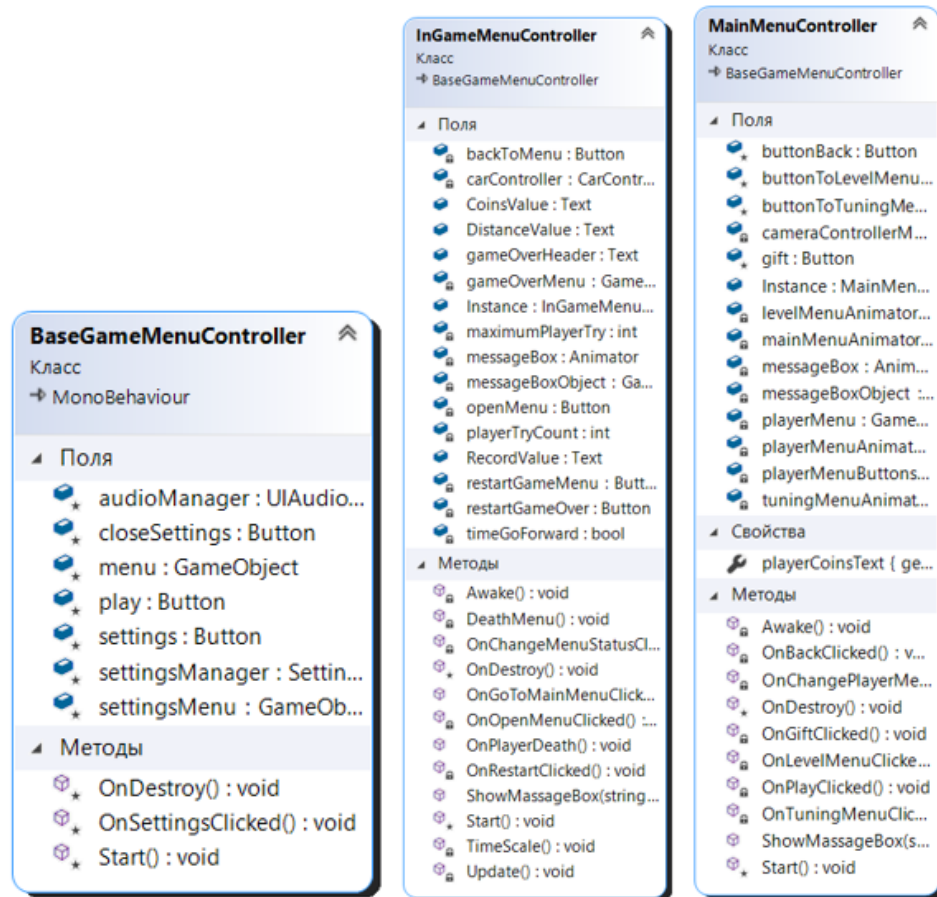 BaseGameMenuController
Класс
MonoBehaviour
Поля
audioManager : UIAudio...
closeSettings : Button
menu : GameObject
play : Button
settings : Button
settingsManager : Settin...
settingsMenu : GameOb...
Методы
OnDestroy() : void
OnSettingsClicked() : void
Start() : void
InGameMenuController
Класс
BaseGameMenuController
Поля
backToMenu : Button
carController : CarContr...
CoinsValue : Text
DistanceValue : Text
gameOverHeader : Text
gameOverMenu : Game...
Instance : InGameMenu...
maximumPlayerTry : int
messageBox : Animator
messageBoxObject : Ga...
openMenu : Button
playerTryCount : int
RecordValue : Text
restartGameMenu : Butt...
restartGameOver : Button
timeGoForward : bool
Методы
Awake() : void
DeathMenu() : void
OnChangeMenuStatusCl...
OnDestroy() : void
OnGoToMainMenuClick...
OnOpenMenuClicked() :...
OnPlayerDeath() : void
OnRestartClicked() : void
ShowMassageBox(string...
Start() : void
TimeScale() : void
Update() : void
MainMenuController
Класс
BaseGameMenuController
Поля
buttonBack : Button
buttonToLevelMenu...
buttonToTuningMe...
cameraControllerM...
gift : Button
Instance : MainMen...
levelMenuAnimator...
mainMenuAnimator...
messageBox : Anim...
messageBoxObject :...
playerMenu : Game...
playerMenuAnimat...
playerMenuButtons...
tuningMenuAnimat...
Свойства
playerCoinsText { ge...
Методы
Awake() : void
OnBackClicked() : v...
OnChangePlayerMe...
OnDestroy() : void
OnGiftClicked() : void
OnLevelMenuClicke...
OnPlayClicked() : void
OnTuningMenuClic...
ShowMassageBox(s...
Start() : void